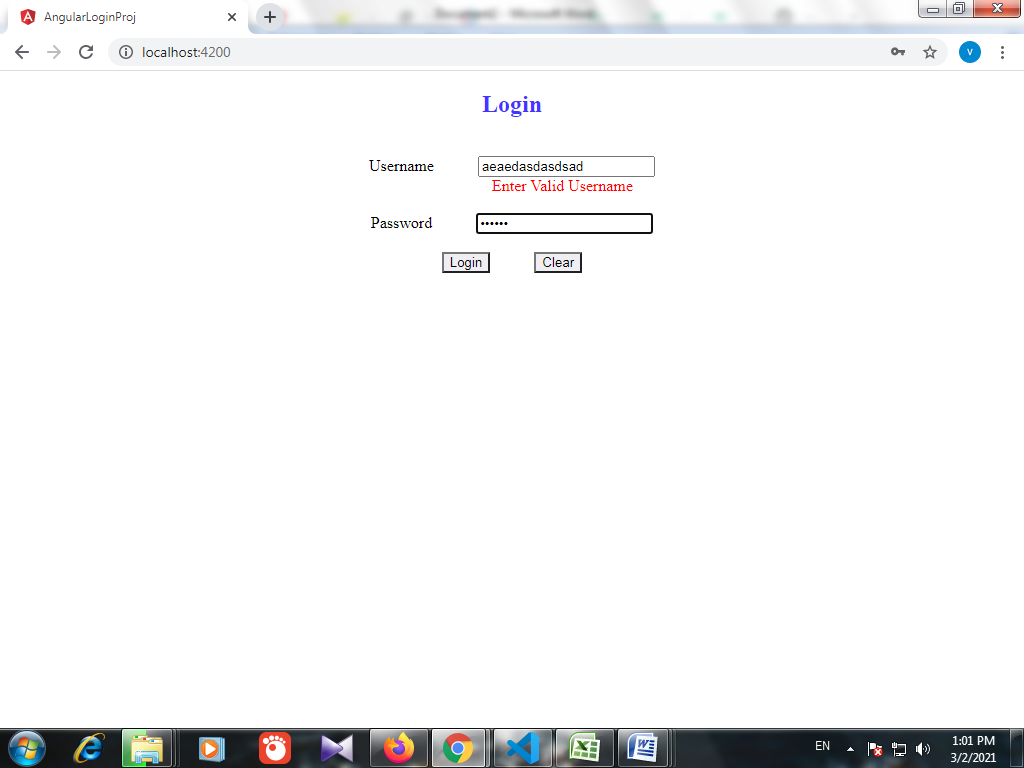 AngularLoginProj
localhost:4200
V
Login
Username aeaedasdasdsad
Enter Valid Username
Password ••••••
Login Clear
EN
1:01 PM
3/2/2021